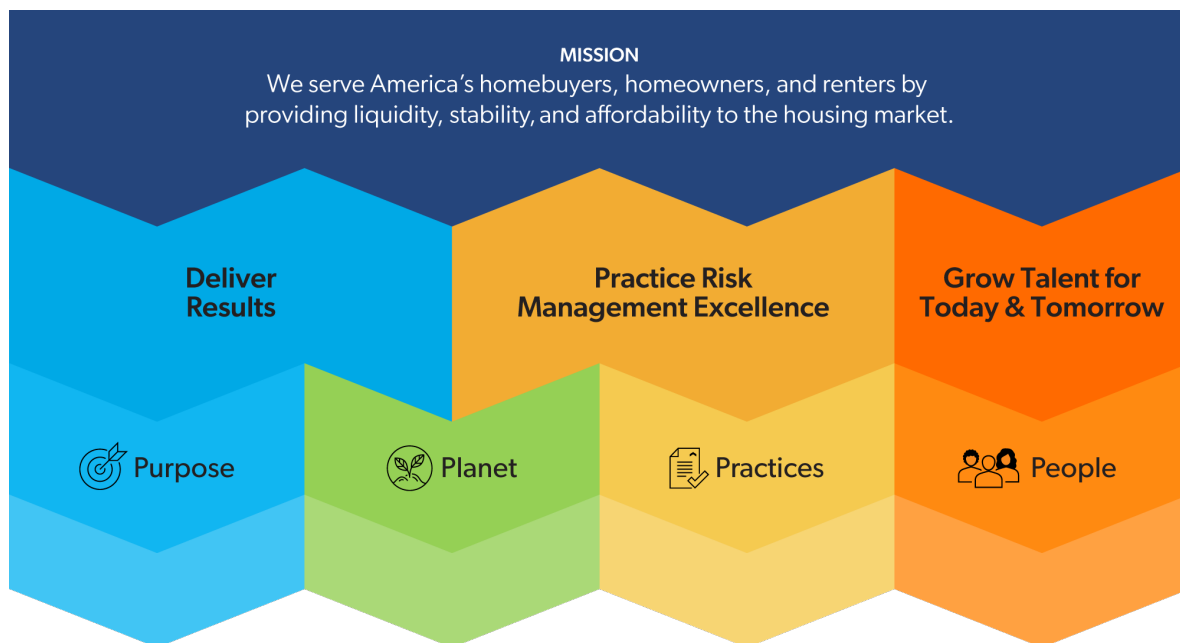 MISSION
We serve America’s homebuyers, homeowners, and renters by
providing liquidity, stability, and affordability to the housing market.
Deliver
Results
Practice Risk
Management Excellence
Grow Talent for
Today & Tomorrow
Purpose
Planet
Practices
People